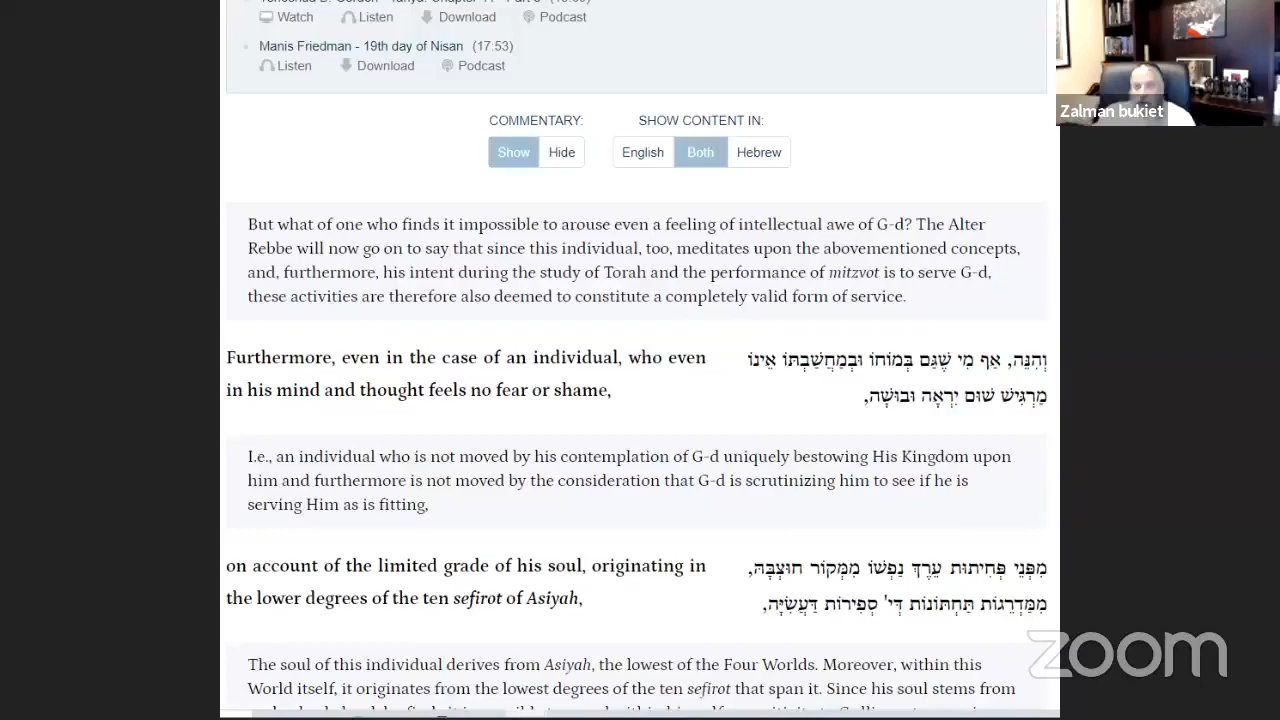 Watch Listen Download Podcast
Manis Friedman - 19th day of Nisan (17:53)
Listen Download Podcast
Zalman bukiet
COMMENTARY: SHOW CONTENT IN:
Show Hide English Both Hebrew
But what of one who finds it impossible to arouse even a feeling of intellectual awe of G-d? The Alter
Rebbe will now go on to say that since this individual, too, meditates upon the abovementioned concepts,
and, furthermore, his intent during the study of Torah and the performance of mitzvot is to serve G-d,
these activities are therefore also deemed to constitute a completely valid form of service.
Furthermore, even in the case of an individual, who even
in his mind and thought feels no fear or shame,
וְהִנֵּה, אַף מִי שֶׁגַּם בְּמוֹחוֹ וּבְמַחֲשַׁבְתּוֹ אֵינוֹ
מַרְגִּישׁ שׁוּם יִרְאָה וּבוּשָׁה,
I.e., an individual who is not moved by his contemplation of G-d uniquely bestowing His Kingdom upon
him and furthermore is not moved by the consideration that G-d is scrutinizing him to see if he is
serving Him as is fitting,
on account of the limited grade of his soul, originating in
the lower degrees of the ten sefirot of Asiyah,
מִפְּנֵי פְּחִיתוּת עֵרֶךְ נַפְשׁוֹ מִמְּקוֹר חוּצְבָּהּ,
מִמַּדְרֵגוֹת תַּחְתּוֹנוֹת דְּי' סְפִירוֹת דַּעֲשִׂיָּה,
The soul of this individual derives from Asiyah, the lowest of the Four Worlds. Moreover, within this
World itself, it originates from the lowest degrees of the ten sefirot that span it. Since his soul stems from
zoom